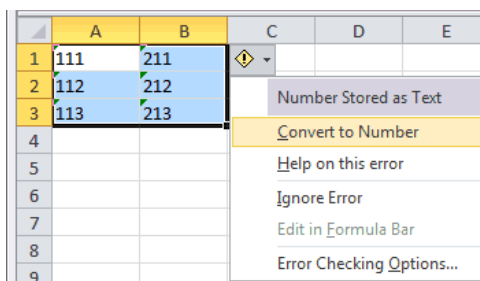 A B C D E
1 111 211
2 112 212
3 113 213
Number Stored as Text
4
Convert to Number
5
Help on this error
6
Ignore Error
7
Edit in Formula Bar
8
Error Checking Options...
9